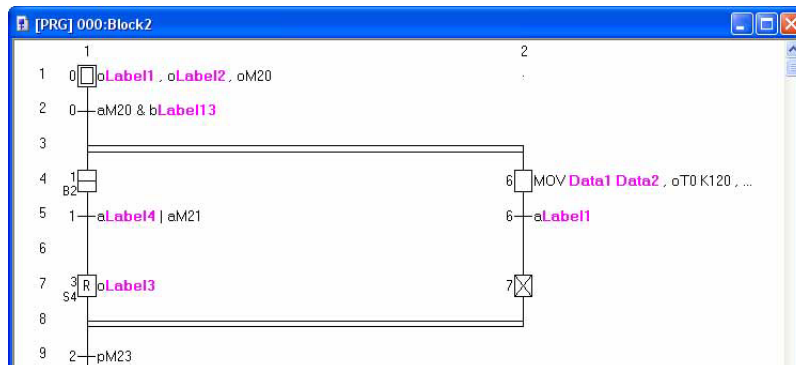 [PRG] 000:Block2
1 2
1 0 oLabel1 , oLabel2 , oM20
2 0 aM20 & bLabel13
3
4 1 B2 6 MOV Data1 Data2 , oT0 K120 , ...
5 1 aLabel4 | aM21 6 aLabel1
6
7 3 S4 R oLabel3 7
8
9 2 pM23